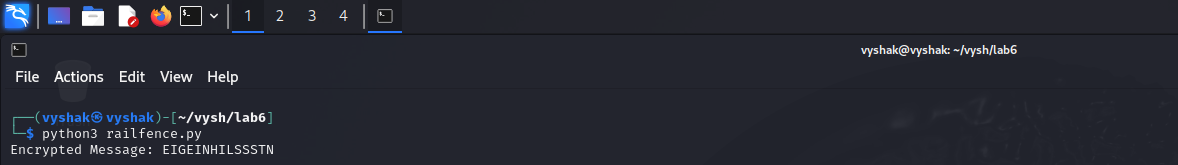 1 2 3 4
vyshak@vyshak: ~/vysh/lab6
File Actions Edit View Help
┌──(vyshak㉿vyshak)-[~/vysh/lab6]
└─$ python3 railfence.py
Encrypted Message: EIGEINHILSSSTN